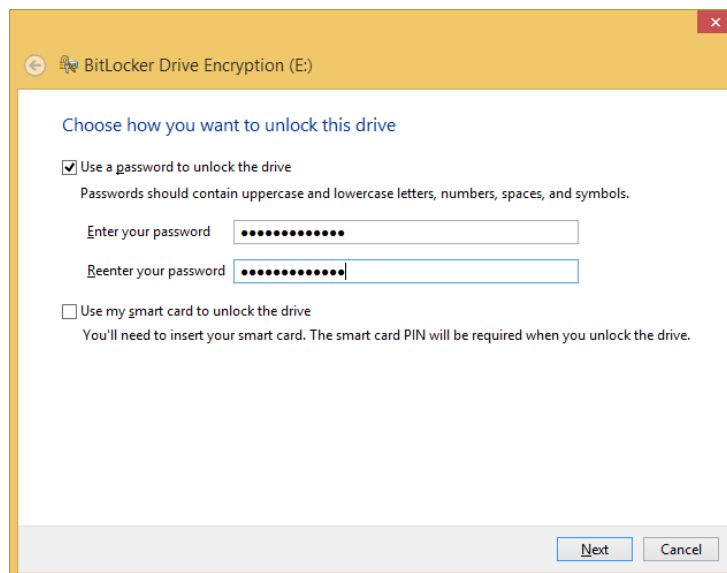 BitLocker Drive Encryption (E:)
Choose how you want to unlock this drive
Use a password to unlock the drive
Passwords should contain uppercase and lowercase letters, numbers, spaces, and symbols.
Enter your password ●●●●●●●●●●●●●
Reenter your password ●●●●●●●●●●●●●
Use my smart card to unlock the drive
You'll need to insert your smart card. The smart card PIN will be required when you unlock the drive.
Next Cancel